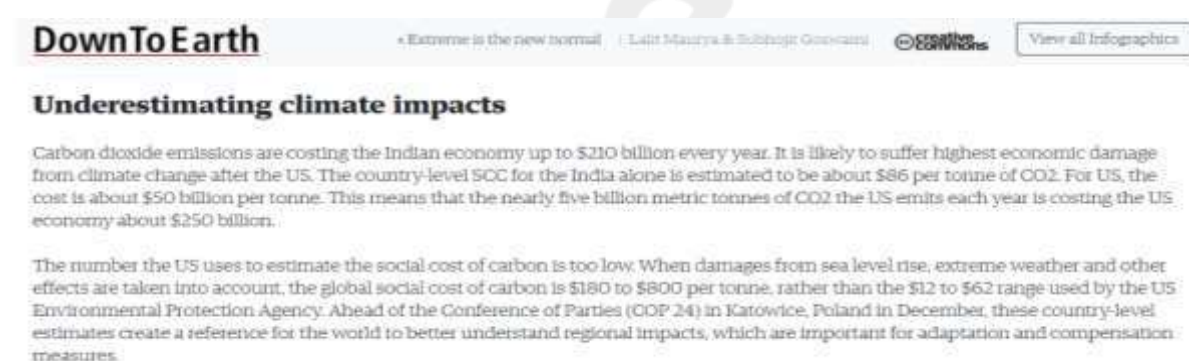 DownToEarth
« Extreme is the new normal | Lalit Maurya & Subhojit Goswami
creative commons
View all Infographics
Underestimating climate impacts
Carbon dioxide emissions are costing the Indian economy up to $210 billion every year. It is likely to suffer highest economic damage
from climate change after the US. The country-level SCC for the India alone is estimated to be about $86 per tonne of CO2. For US, the
cost is about $50 billion per tonne. This means that the nearly five billion metric tonnes of CO2 the US emits each year is costing the US
economy about $250 billion.
The number the US uses to estimate the social cost of carbon is too low. When damages from sea level rise, extreme weather and other
effects are taken into account, the global social cost of carbon is $180 to $800 per tonne, rather than the $12 to $62 range used by the US
Environmental Protection Agency. Ahead of the Conference of Parties (COP 24) in Katowice, Poland in December, these country-level
estimates create a reference for the world to better understand regional impacts, which are important for adaptation and compensation
measures.